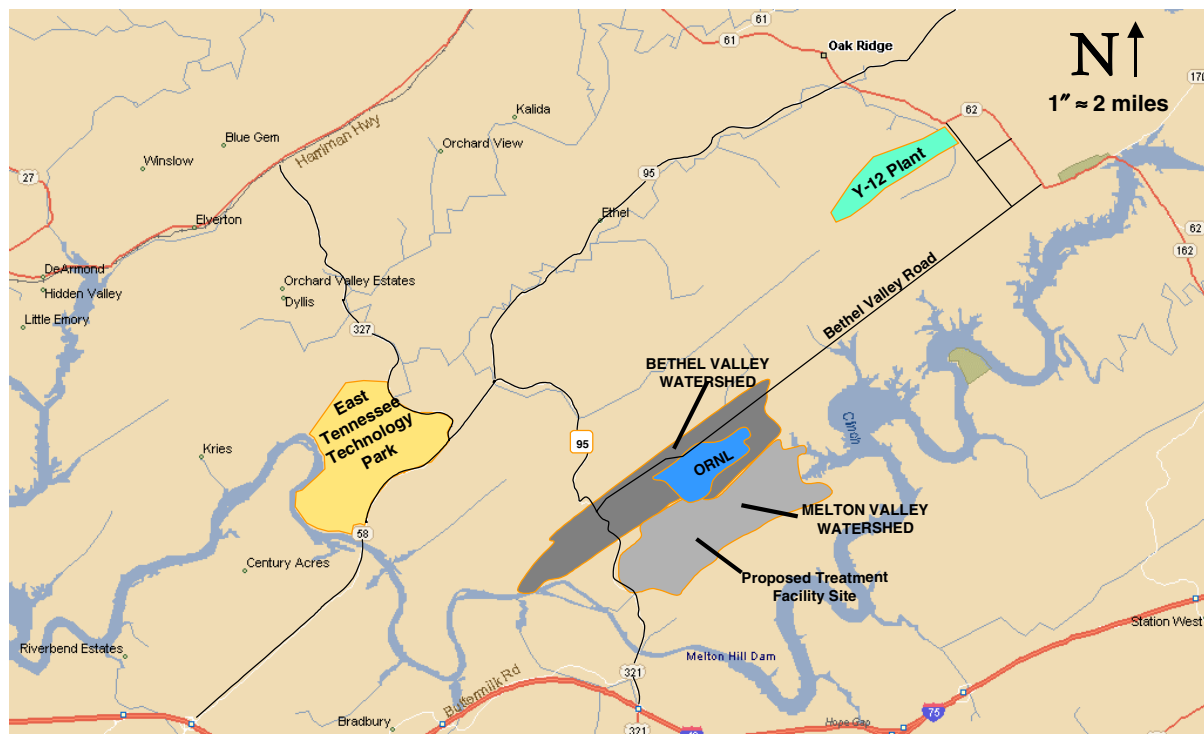 61
61
Oak Ridge
N
170
1″ ≈ 2 miles
62
Kalida
Harriman Hwy
Blue Gem
Orchard View
Winslow
95
Y-12 Plant
27
Ethel
Elverton
62
162
DeArmond
Hidden Valley
Orchard Valley Estates
Dyllis
Little Emory
327
Bethel Valley Road
BETHEL VALLEY
WATERSHED
East
Tennessee
Technology
Park
Clinch
95
Kries
ORNL
MELTON VALLEY
WATERSHED
58
Century Acres
Proposed Treatment
Facility Site
Station West
Riverbend Estates
Melton Hill Dam
321
Buttermilk Rd
75
Bradbury
Hope Gap
321